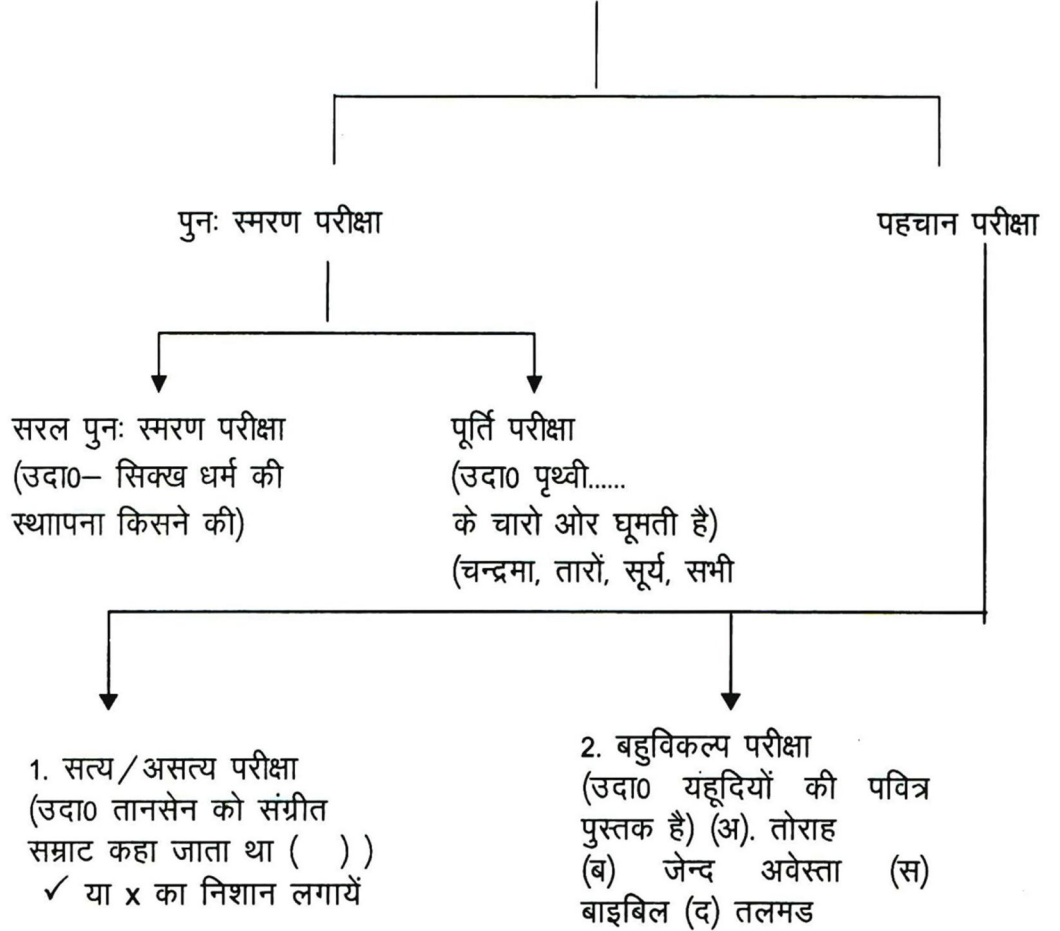 पुनः स्मरण परीक्षा
पहचान परीक्षा
सरल पुनः स्मरण परीक्षा
(उदा0– सिक्ख धर्म की
स्थाापना किसने की)
पूर्ति परीक्षा
(उदा0 पृथ्वी......
के चारो ओर घूमती है)
(चन्द्रमा, तारों, सूर्य, सभी
1. सत्य/असत्य परीक्षा
(उदा0 तानसेन को संग्रीत
सम्राट कहा जाता था ( ) )
✓ या x का निशान लगायें
2. बहुविकल्प परीक्षा
(उदा0 यंहूदियों की पवित्र
पुस्तक है) (अ). तोराह
(ब) जेन्द अवेस्ता (स)
बाइबिल (द) तलमड